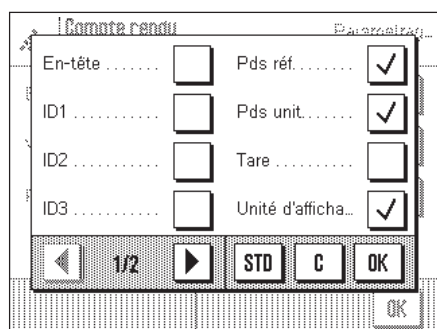 Compte rendu
Paramétrag...
En-tête ....... Pds réf. .......
ID1 ........... Pds unit........
ID2 ........... Tare .........
ID3 ........... Unité d'afficha...
1/2 STD C OK
OK